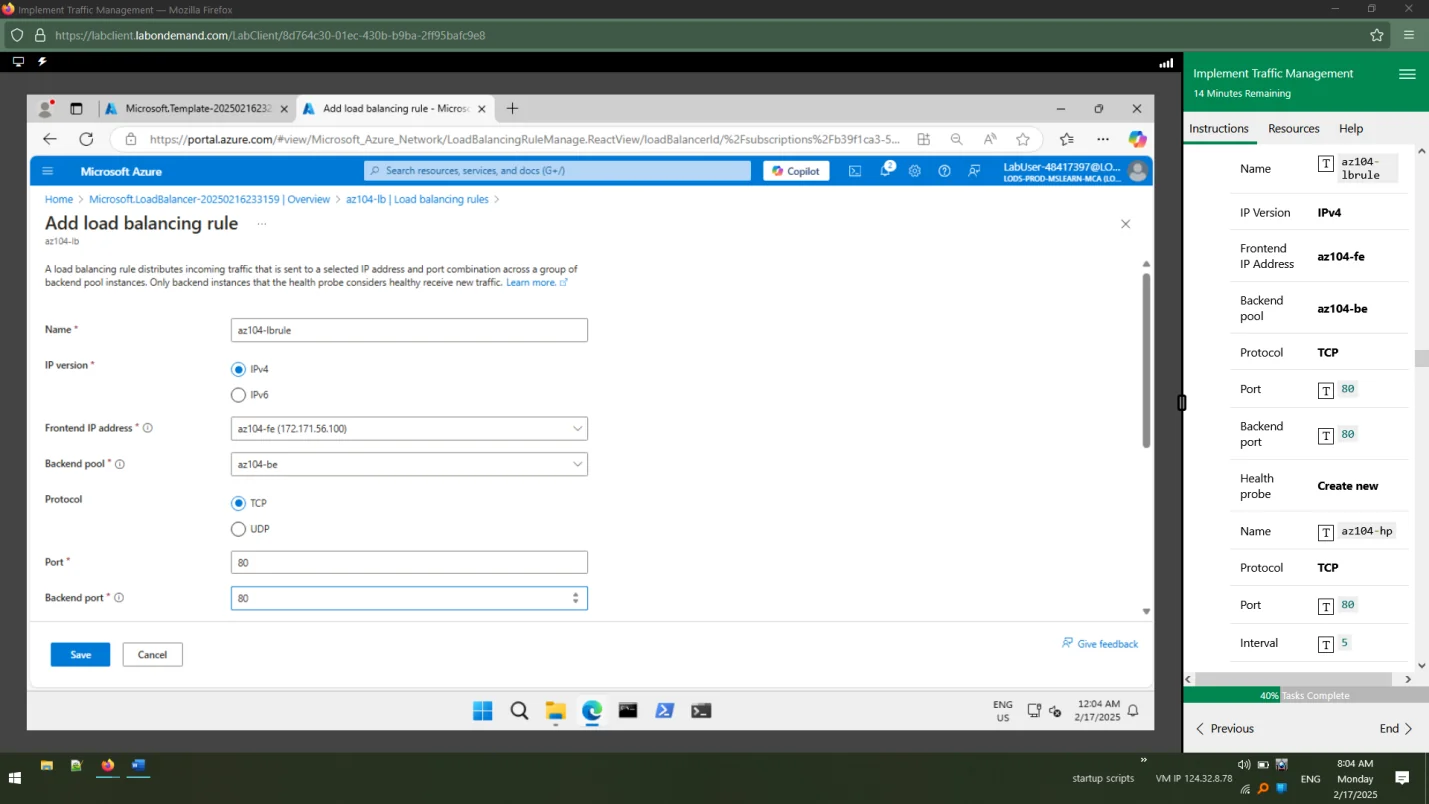 Implement Traffic Management — Mozilla Firefox
https://labclient.labondemand.com/LabClient/8d764c30-01ec-430b-b9ba-2ff95bafc9e8
Microsoft.Template-2025021623
Add load balancing rule - Micros
https://portal.azure.com/#view/Microsoft_Azure_Network/LoadBalancingRuleManage.ReactView/loadBalancerId/%2Fsubscriptions%2Fb39f1ca3-5...
Microsoft Azure
Search resources, services, and docs (G+/)
Copilot
2
LabUser-48417397@LO...
LODS-PROD-MSLEARN-MCA (LO...
Home > Microsoft.LoadBalancer-20250216233159 | Overview > az104-lb | Load balancing rules >
Add load balancing rule ...
az104-lb
A load balancing rule distributes incoming traffic that is sent to a selected IP address and port combination across a group of
backend pool instances. Only backend instances that the health probe considers healthy receive new traffic. Learn more.
Name *
az104-lbrule
IP version *
IPv4
IPv6
Frontend IP address *
az104-fe (172.171.56.100)
Backend pool *
az104-be
Protocol
TCP
UDP
Port *
80
Backend port *
80
Save
Cancel
Give feedback
ENG
US
12:04 AM
2/17/2025
Implement Traffic Management
14 Minutes Remaining
Instructions
Resources
Help
Name
T
az104-
lbrule
IP Version
IPv4
Frontend
IP Address
az104-fe
Backend
pool
az104-be
Protocol
TCP
Port
T
80
Backend
port
T
80
Health
probe
Create new
Name
T
az104-hp
Protocol
TCP
Port
T
80
Interval
T
5
40% Tasks Complete
Previous
End
startup scripts
VM IP 124.32.8.78
ENG
8:04 AM
Monday
2/17/2025